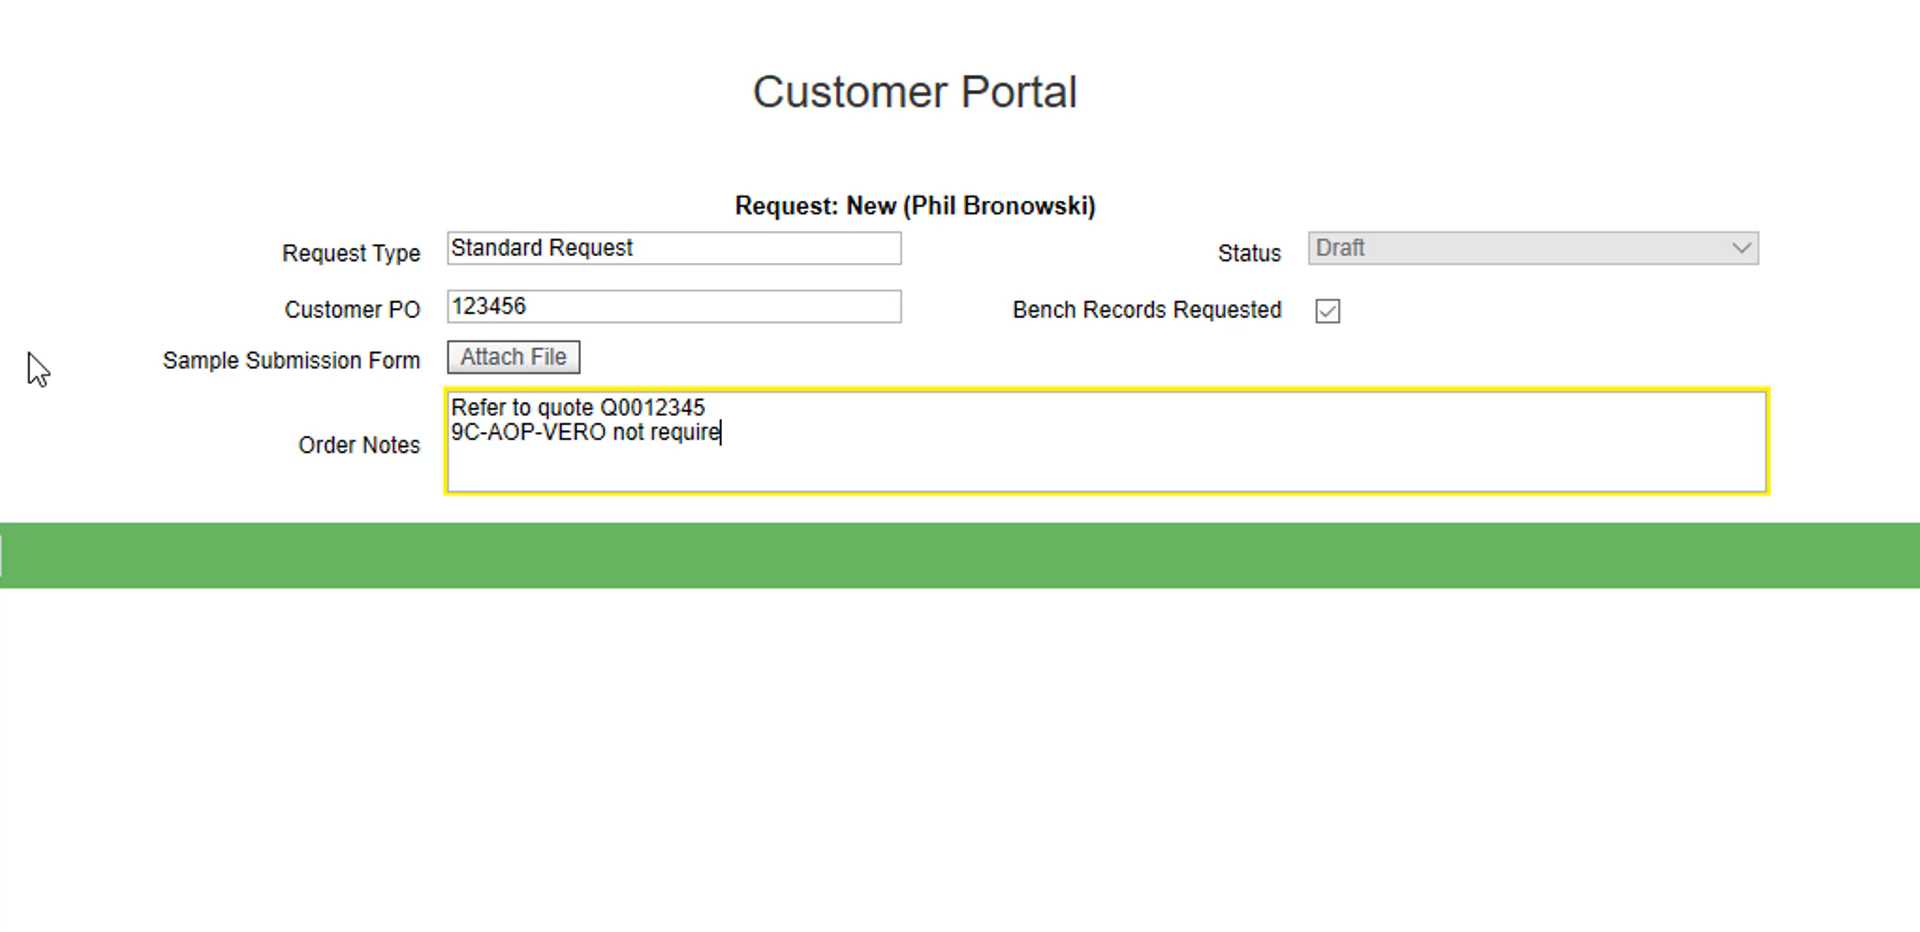 Customer Portal
Request: New (Phil Bronowski)
Request Type Standard Request Status Draft
Customer PO 123456 Bench Records Requested
Sample Submission Form Attach File
Order Notes
Refer to quote Q0012345
9C-AOP-VERO not require